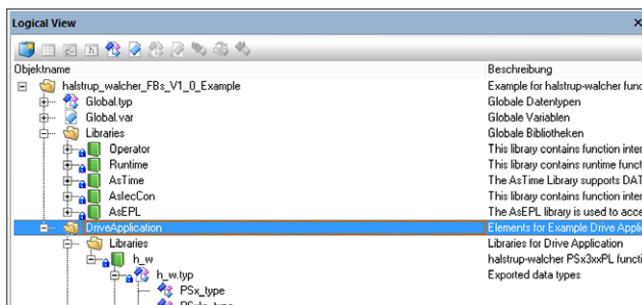 Logical View
Objektname Beschreibung
halstrup_walcher_FBs_V1_0_Example Example for halstrup-walcher func
Global.typ Globale Datentypen
Global.var Globale Variablen
Libraries Globale Bibliotheken
Operator This library contains function inter
Runtime This library contains runtime funct
AsTime The AsTime Library supports DAT
AsIecCon This library contains function inter
AsEPL The AsEPL library is used to acce
DriveApplication Elements for Example Drive Appli
Libraries Libraries for Drive Application
h_w halstrup-walcher PSx3xxPL functi
h_w.typ Exported data types
PSx_type